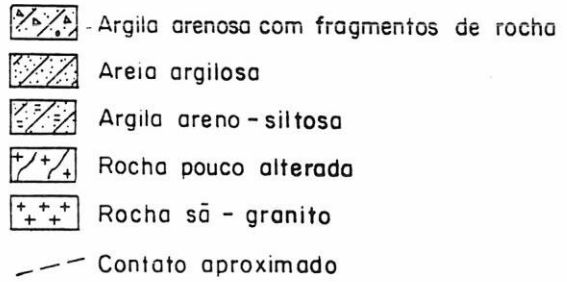 - Argila arenosa com fragmentos de rocha
Areia argilosa
Argila areno - siltosa
Rocha pouco alterada
Rocha sã - granito
Contato aproximado